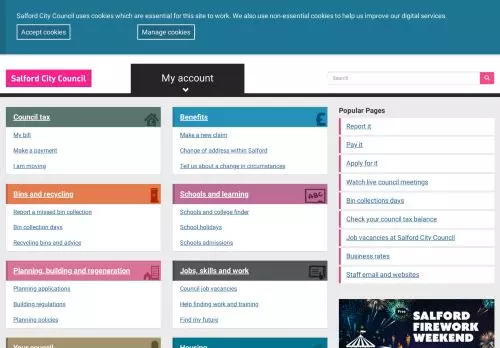 Salford City Council uses cookies which are essential for this site to work. We also use non-essential cookies to help us improve our digital services.
Accept cookies
Manage cookies
Salford City Council
My account
Search
Council tax
My bill
Make a payment
I am moving
Benefits
Make a new claim
Change of address within Salford
Tell us about a change in circumstances
Bins and recycling
Report a missed bin collection
Bin collection days
Recycling bins and advice
Schools and learning
ABC
Schools and college finder
School holidays
Schools admissions
Planning, building and regeneration
Planning applications
Building regulations
Planning policies
Jobs, skills and work
Council job vacancies
Help finding work and training
Find my future
Your council
Housing
Popular Pages
Report it
Pay it
Apply for it
Watch live council meetings
Bin collections days
Check your council tax balance
Job vacancies at Salford City Council
Business rates
Staff email and websites
Free
SALFORD
FIREWORK
WEEKEND